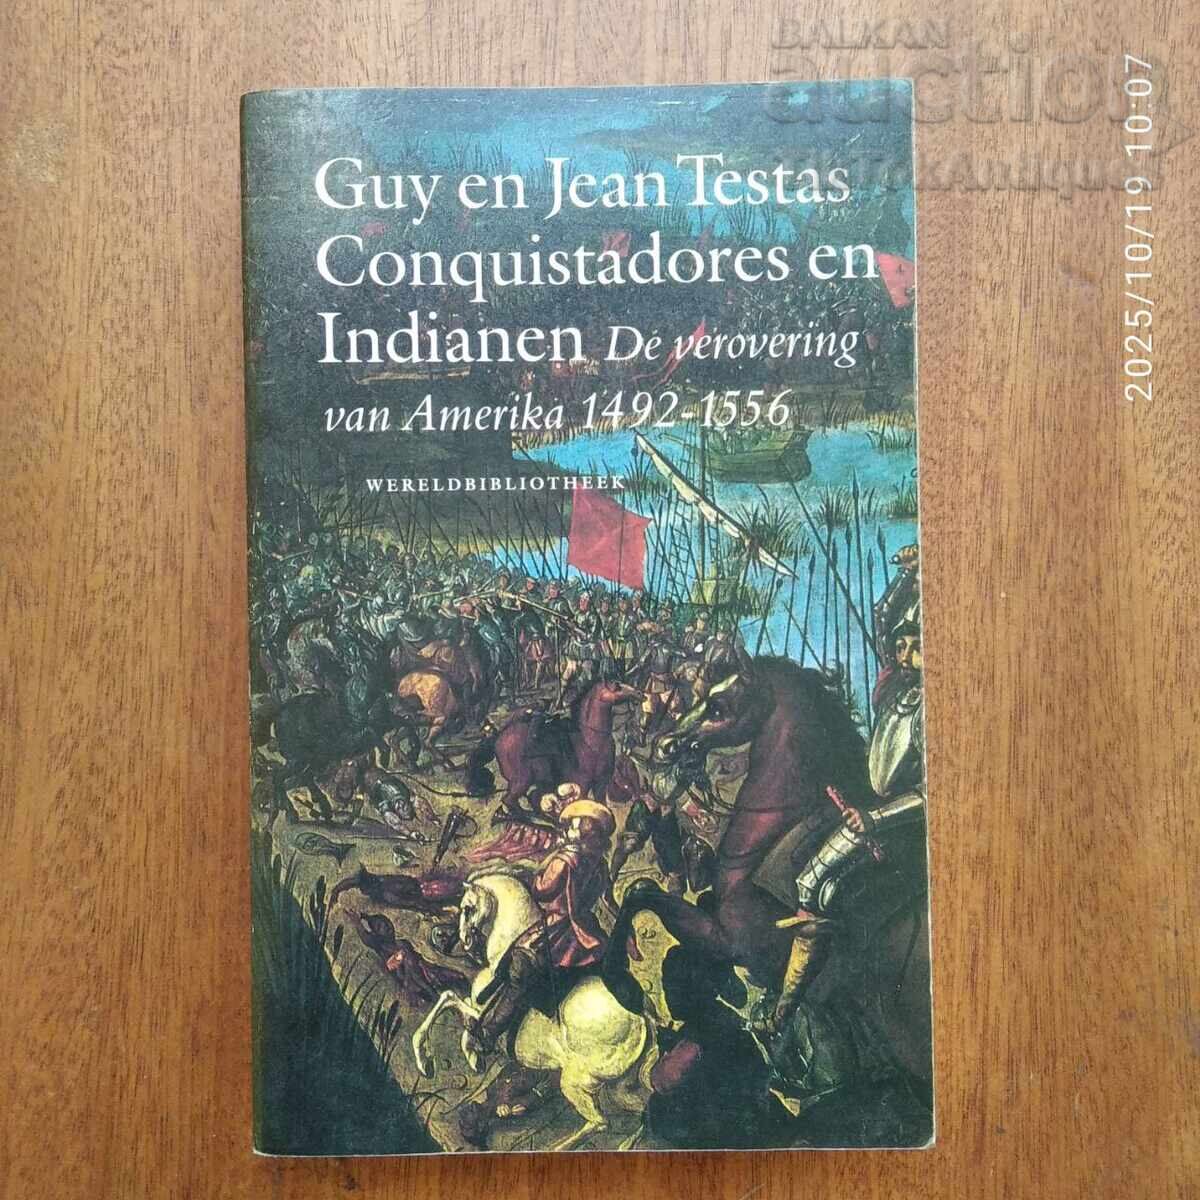 BALKAN
auction
Guy en Jean Testas
Conquistadores en
Indianen De verovering
van Amerika 1492-1556
WERELDBIBLIOTHEEK
2025/10/19 10:07